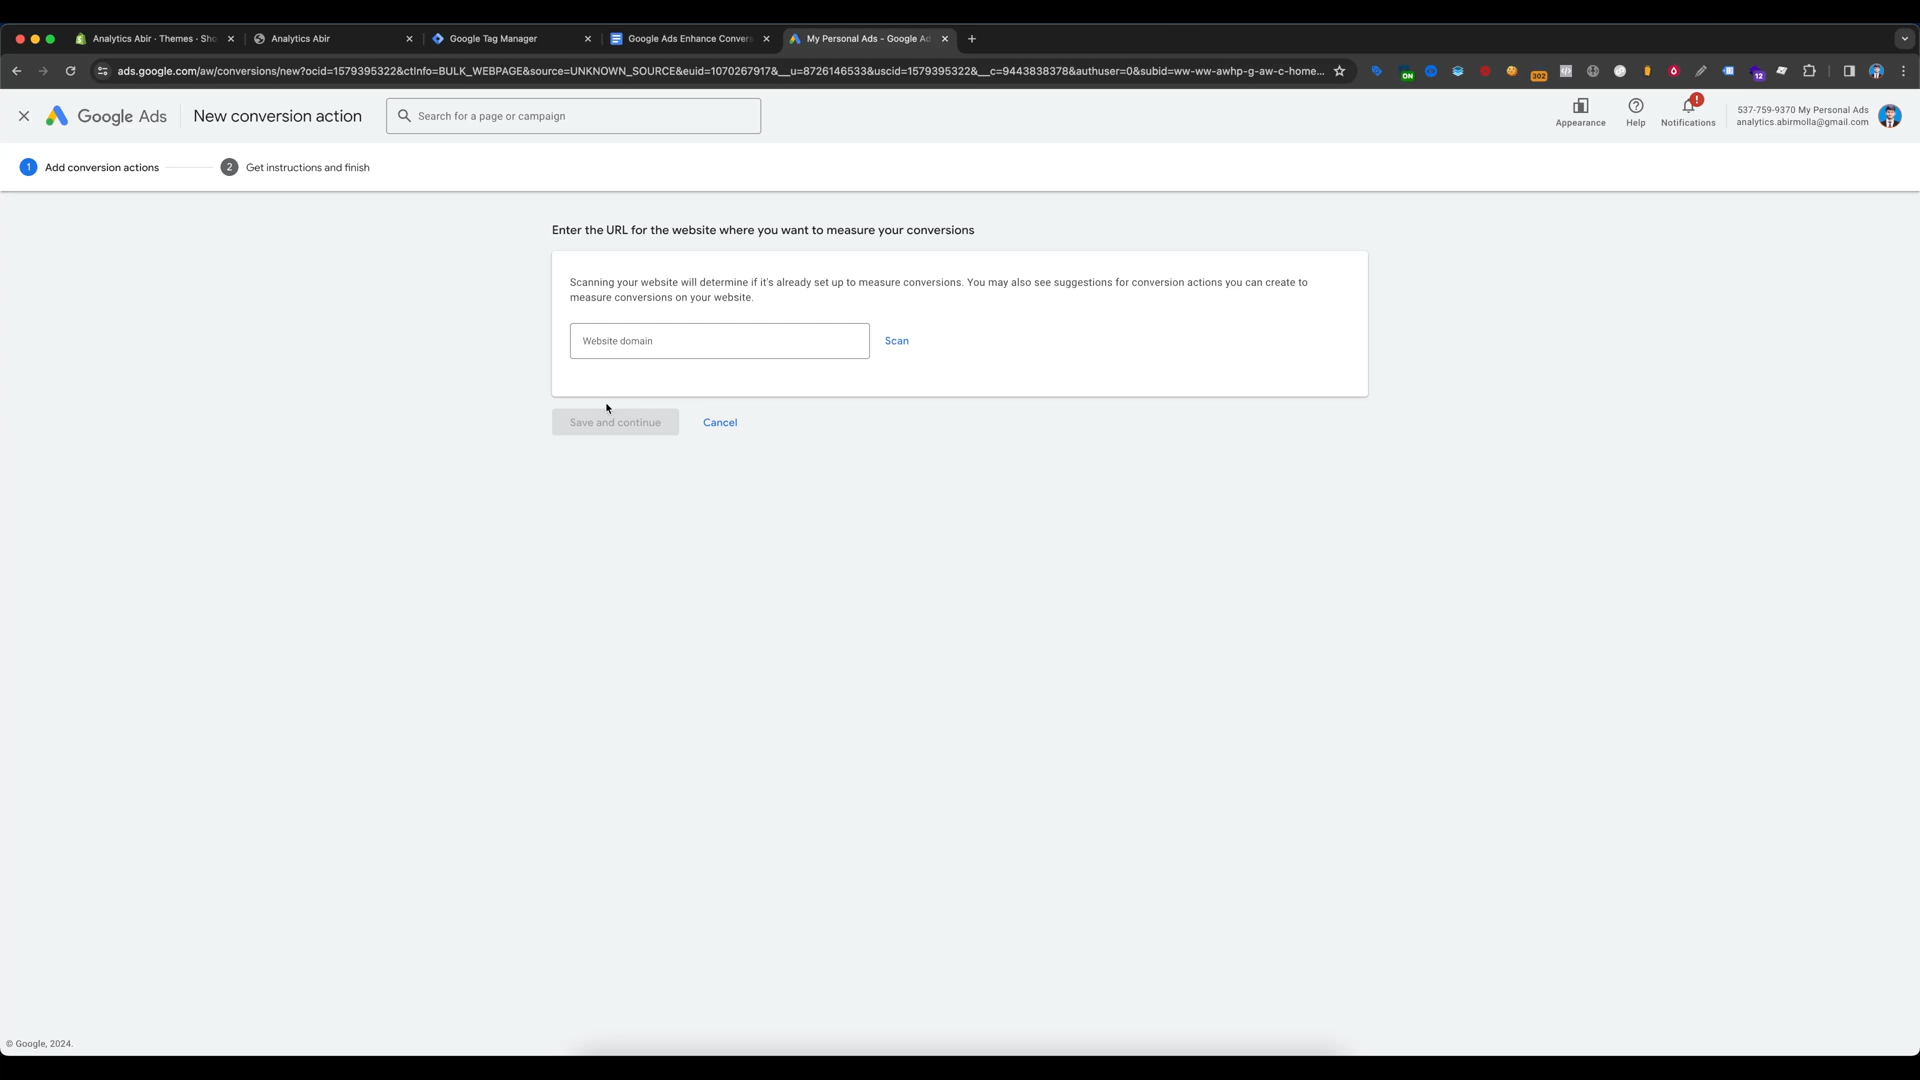 Analytics Abir · Themes · Sho
Analytics Abir
Google Tag Manager
Google Ads Enhance Convers
My Personal Ads - Google Ad
ads.google.com/aw/conversions/new?ocid=1579395322&ctInfo=BULK_WEBPAGE&source=UNKNOWN_SOURCE&euid=1070267917&__u=8726146533&uscid=1579395322&__c=9443838378&authuser=0&subid=ww-ww-awhp-g-aw-c-home...
ON
302
12
Google Ads
New conversion action
Search for a page or campaign
Appearance
Help
!
Notifications
537-759-9370 My Personal Ads
analytics.abirmolla@gmail.com
1 Add conversion actions
2 Get instructions and finish
Enter the URL for the website where you want to measure your conversions
Scanning your website will determine if it's already set up to measure conversions. You may also see suggestions for conversion actions you can create to
measure conversions on your website.
Website domain
Scan
Save and continue
Cancel
© Google, 2024.